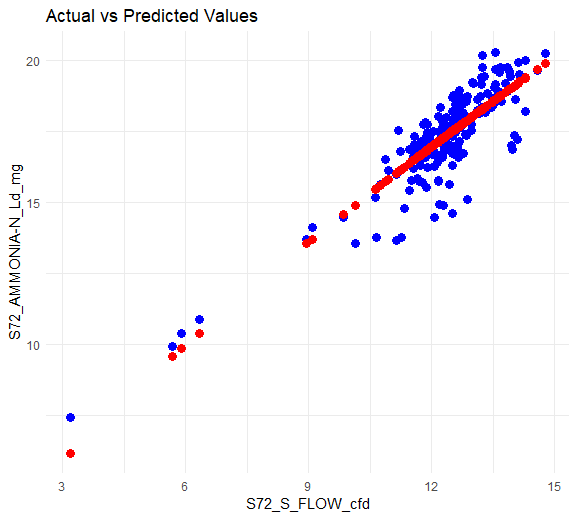 Actual vs Predicted Values
S72_AMMONIA-N_Ld_mg
20
15
10
3 6 9 12 15
S72_S_FLOW_cfd